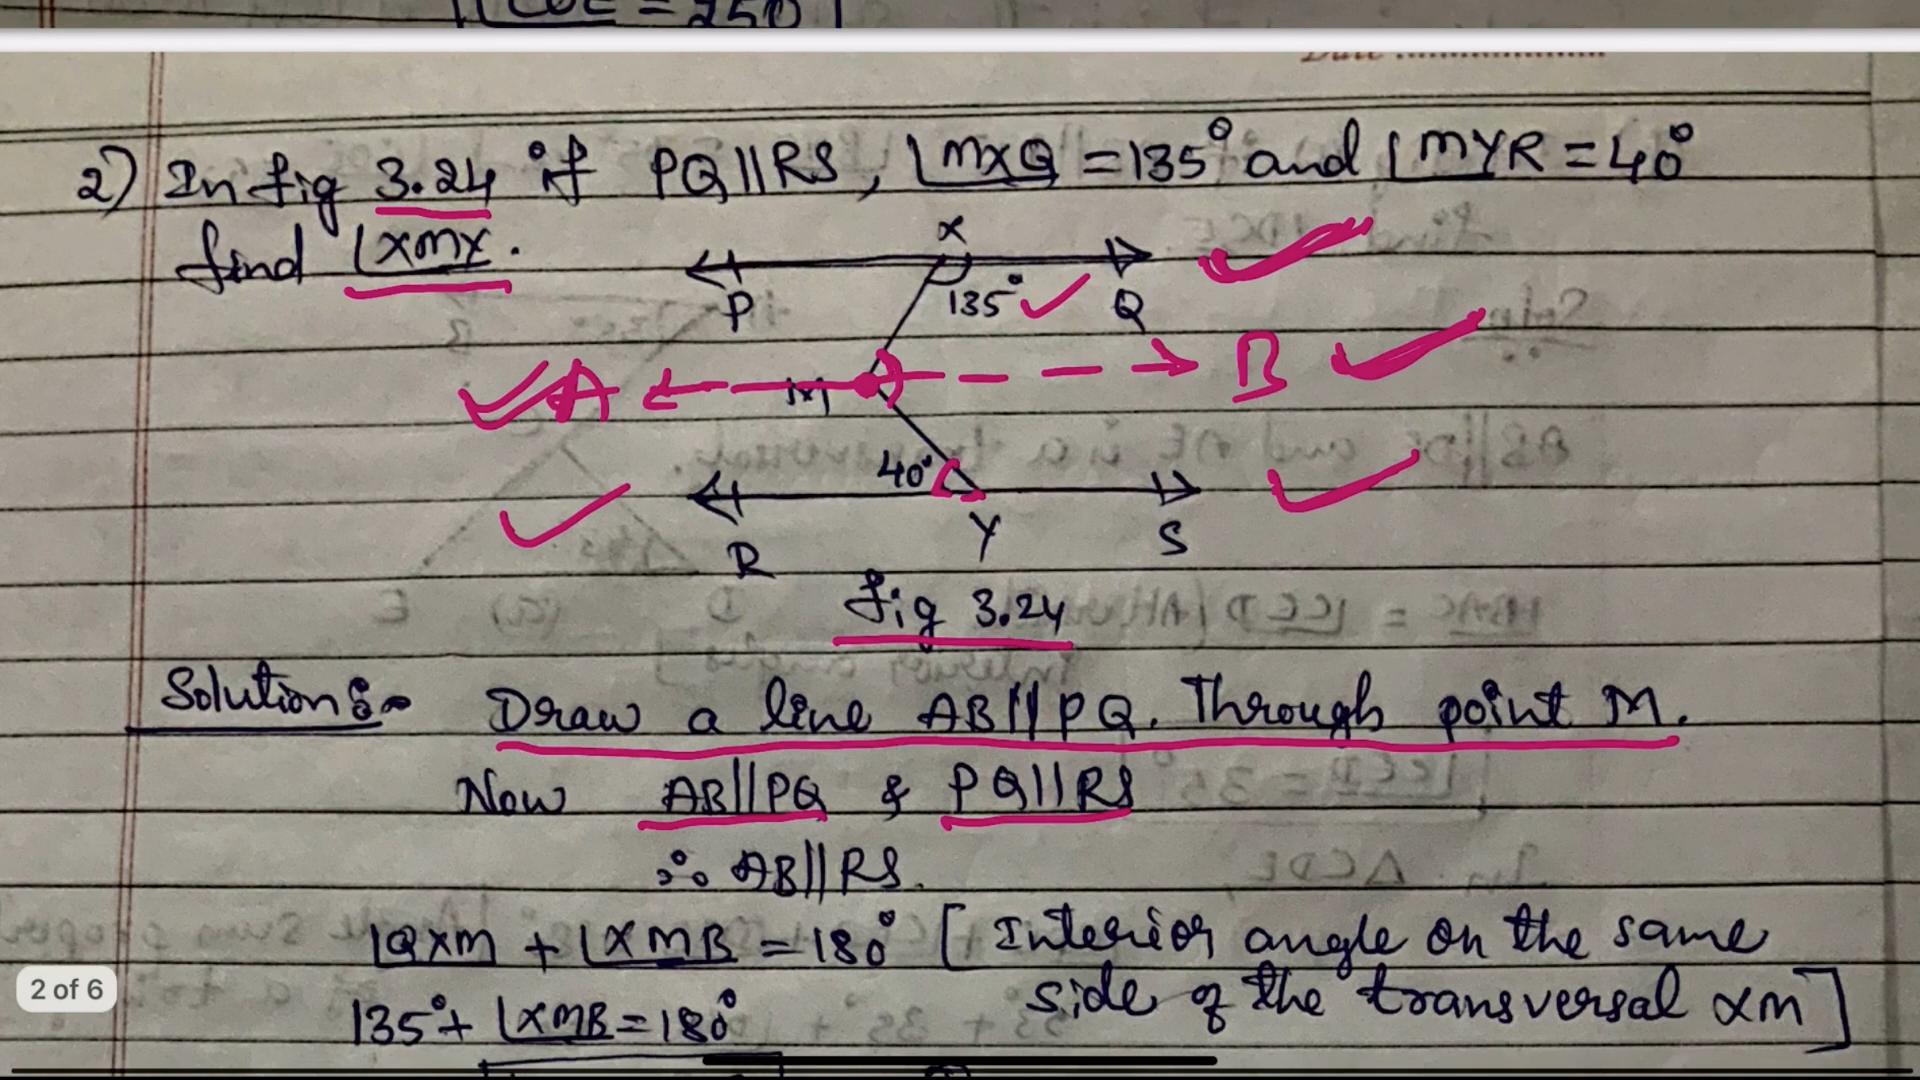 2) In fig 3.24 if PQ||RS, ∠MXQ = 135° and ∠MYR = 40°
find ∠XMY.
X
P
135°
Q
A
M
B
40°
R
Y
S
fig 3.24
Solution:- Draw a line AB||PQ. Through point M.
Now AB||PQ & PQ||RS
∴ AB||RS.
∠QXM + ∠XMB = 180° [Interior angle on the same
side of the transversal XM]
135° + ∠XMB = 180°
2 of 6